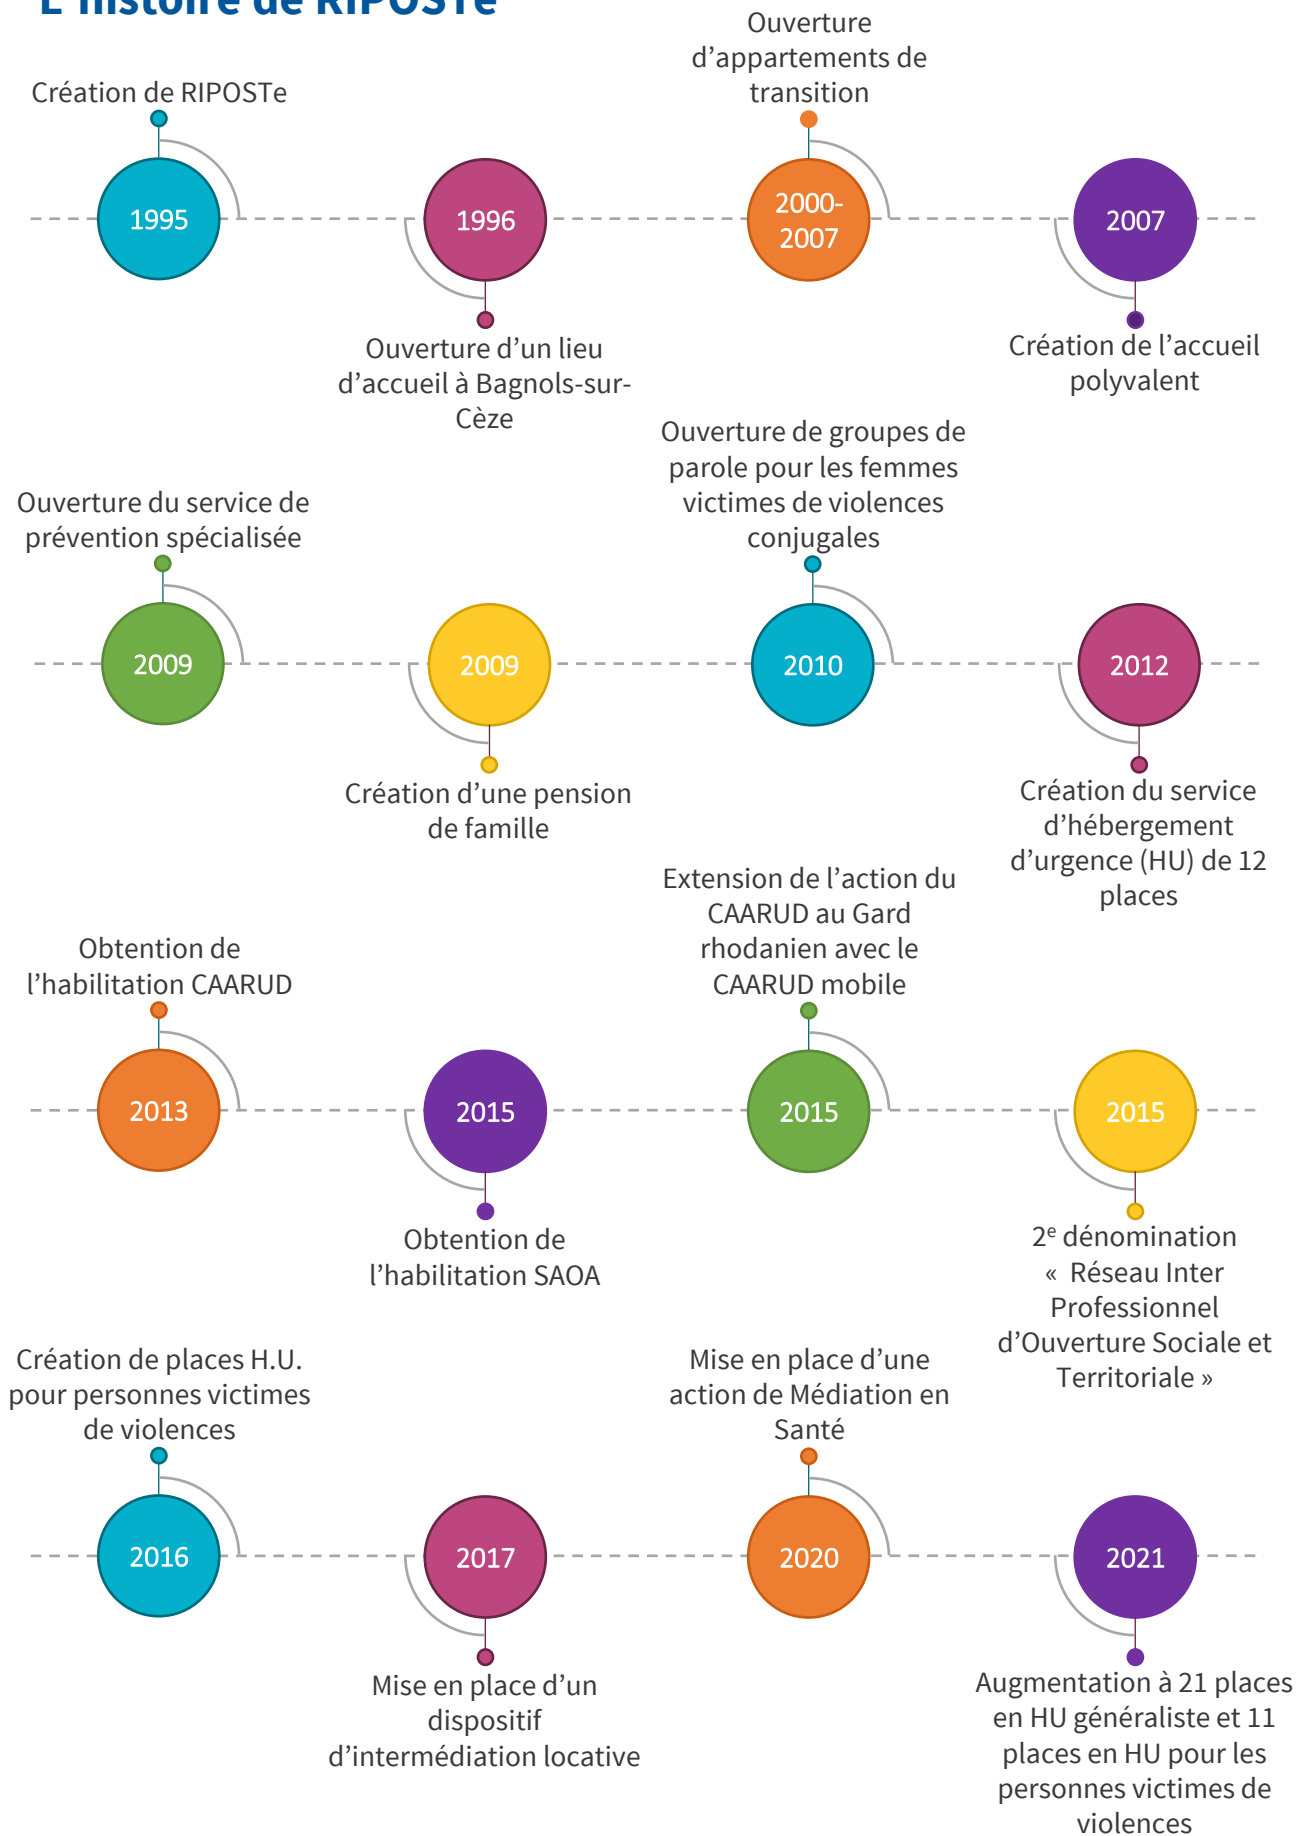 L'histoire de RIPOSTe
Création de RIPOSTe
1995
1996
Ouverture d’un lieu
d’accueil à Bagnols-sur-
Cèze
Ouverture
d’appartements de
transition
2000-
2007
2007
Création de l’accueil
polyvalent
Ouverture du service de
prévention spécialisée
2009
2009
Création d’une pension
de famille
Ouverture de groupes de
parole pour les femmes
victimes de violences
conjugales
2010
2012
Création du service
d’hébergement
d’urgence (HU) de 12
places
Obtention de
l’habilitation CAARUD
2013
2015
Obtention de
l’habilitation SAOA
Extension de l’action du
CAARUD au Gard
rhodanien avec le
CAARUD mobile
2015
2015
2e dénomination
«  Réseau Inter
Professionnel
d’Ouverture Sociale et
Territoriale »
Création de places H.U.
pour personnes victimes
de violences
2016
2017
Mise en place d’un
dispositif
d’intermédiation locative
Mise en place d’une
action de Médiation en
Santé
2020
2021
Augmentation à 21 places
en HU généraliste et 11
places en HU pour les
personnes victimes de
violences